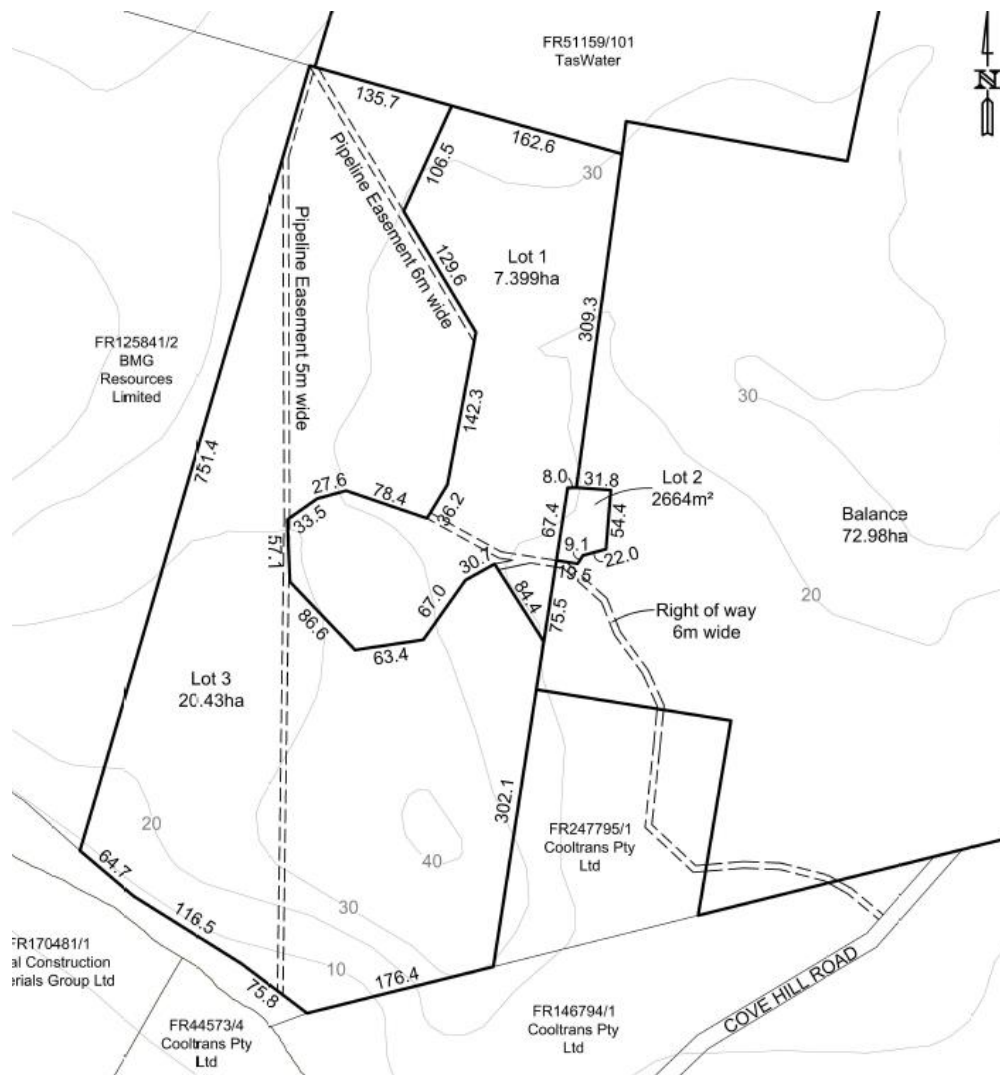 FR51159/101
TasWater
N
135.7
162.6
106.5
30
Pipeline Easement 6m wide
Pipeline Easement 5m wide
129.6
Lot 1
7.399ha
309.3
FR125841/2
BMG
Resources
Limited
142.3
30
751.4
27.6
78.4
36.2
8.0
31.8
Lot 2
2664m²
33.5
67.4
54.4
Balance
72.98ha
57.1
9.1
22.0
30.7
19.5
20
86.6
67.0
84.4
75.5
Right of way
6m wide
63.4
Lot 3
20.43ha
302.1
20
40
FR247795/1
Cooltrans Pty
Ltd
64.7
116.5
30
FR170481/1
al Construction
erials Group Ltd
10
176.4
75.8
COVE HILL ROAD
FR44573/4
Cooltrans Pty
Ltd
FR146794/1
Cooltrans Pty
Ltd